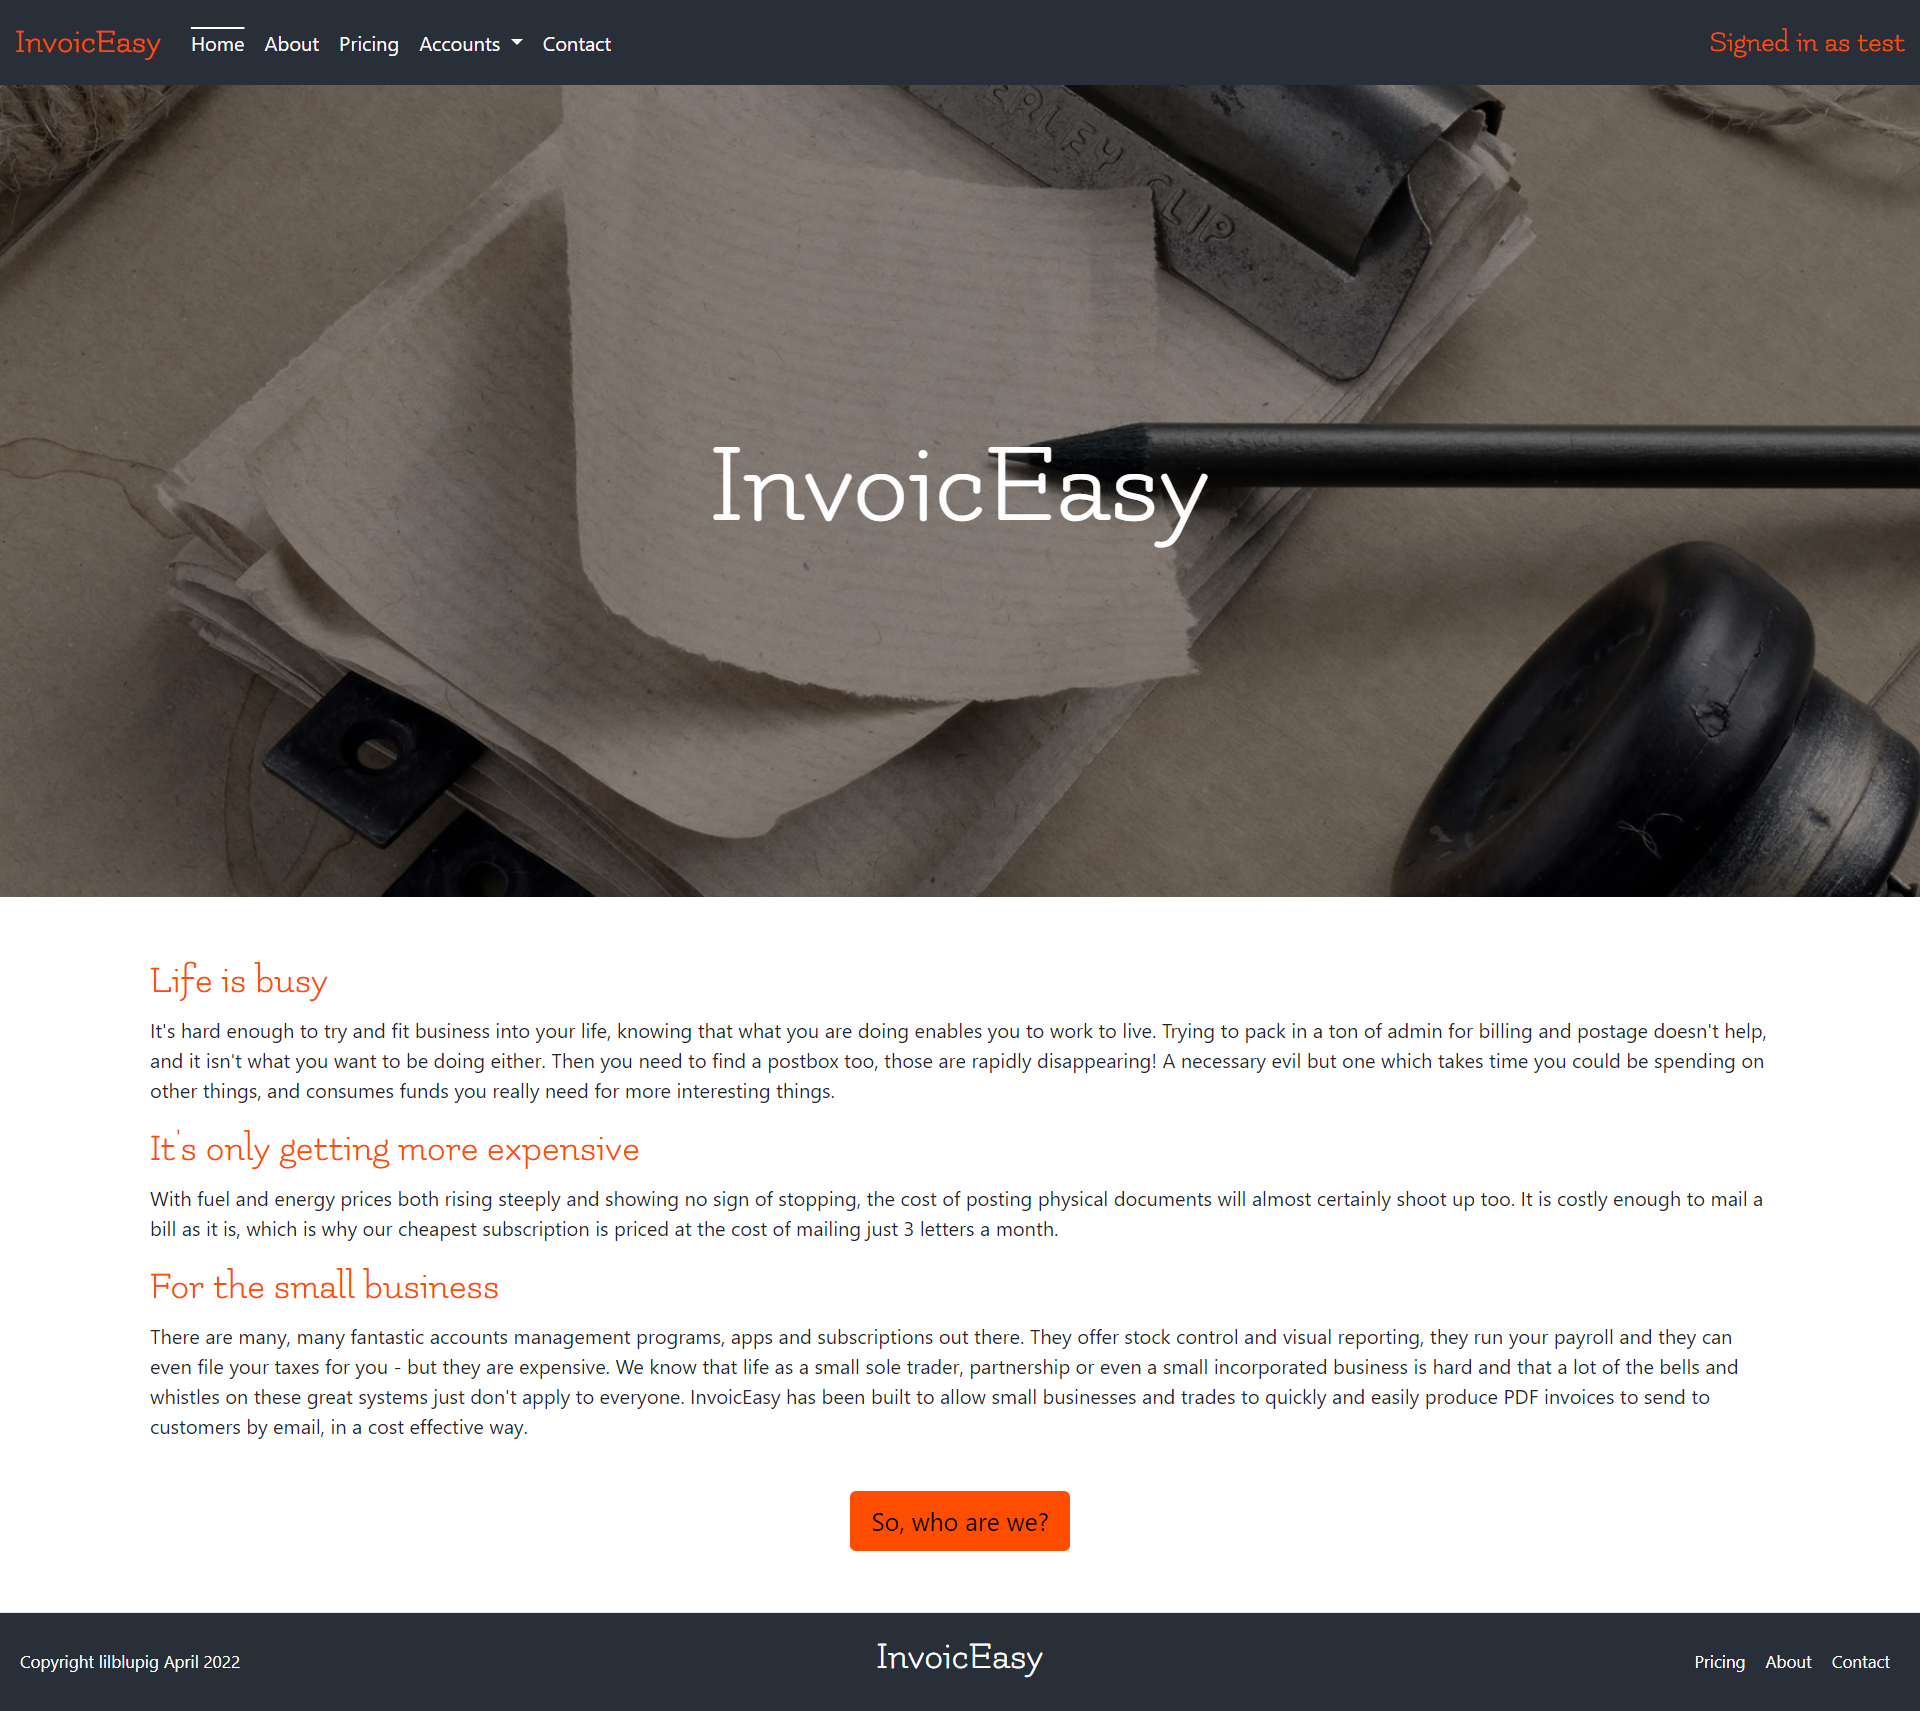 InvoicEasy Home About Pricing Accounts Contact Signed in as test
CLIP
InvoicEasy
Life is busy
It's hard enough to try and fit business into your life, knowing that what you are doing enables you to work to live. Trying to pack in a ton of admin for billing and postage doesn't help,
and it isn't what you want to be doing either. Then you need to find a postbox too, those are rapidly disappearing! A necessary evil but one which takes time you could be spending on
other things, and consumes funds you really need for more interesting things.
It's only getting more expensive
With fuel and energy prices both rising steeply and showing no sign of stopping, the cost of posting physical documents will almost certainly shoot up too. It is costly enough to mail a
bill as it is, which is why our cheapest subscription is priced at the cost of mailing just 3 letters a month.
For the small business
There are many, many fantastic accounts management programs, apps and subscriptions out there. They offer stock control and visual reporting, they run your payroll and they can
even file your taxes for you - but they are expensive. We know that life as a small sole trader, partnership or even a small incorporated business is hard and that a lot of the bells and
whistles on these great systems just don't apply to everyone. InvoicEasy has been built to allow small businesses and trades to quickly and easily produce PDF invoices to send to
customers by email, in a cost effective way.
So, who are we?
Copyright lilblupig April 2022 InvoicEasy Pricing About Contact